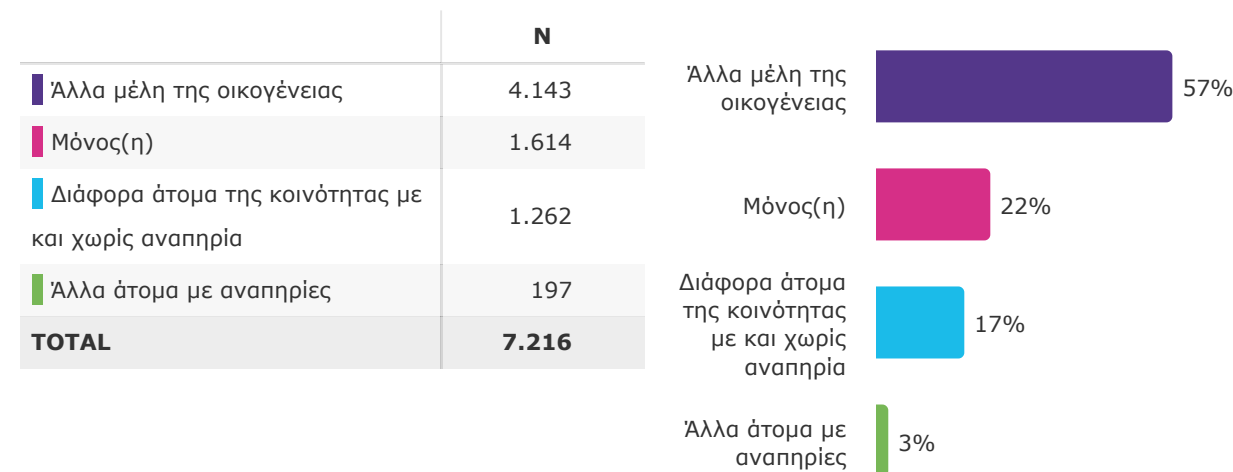 N
Άλλα μέλη της οικογένειας 4.143
Μόνος(η) 1.614
Διάφορα άτομα της κοινότητας με
και χωρίς αναπηρία 1.262
Άλλα άτομα με αναπηρίες 197
TOTAL 7.216
Άλλα μέλη της
οικογένειας
57%
Μόνος(η)
22%
Διάφορα άτομα
της κοινότητας
με και χωρίς
αναπηρία
17%
Άλλα άτομα με
αναπηρίες
3%